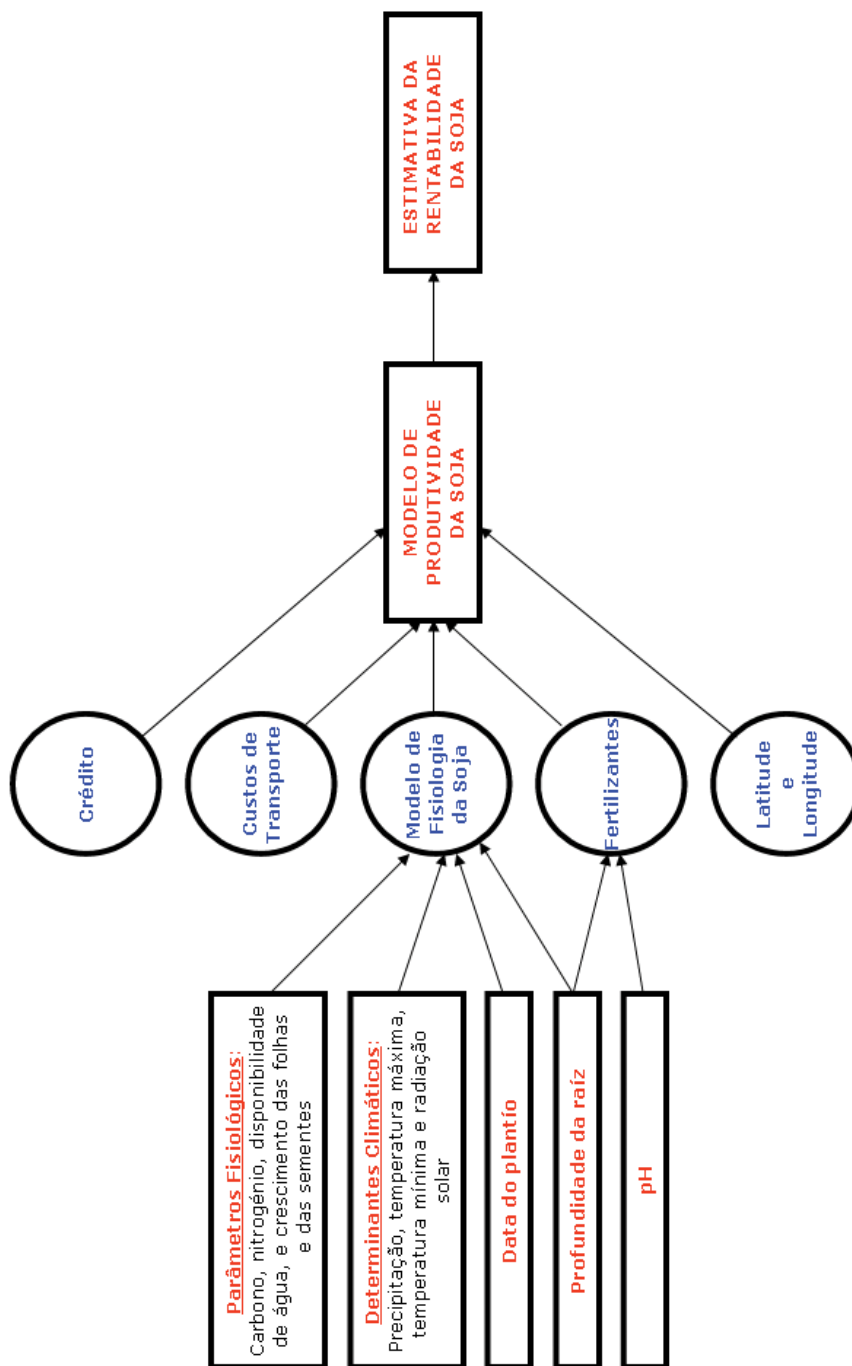 Parâmetros Fisiológicos:
Carbono, nitrogénio, disponibilidade
de água, e crescimento das folhas
e das sementes
Determinantes Climáticos:
Precipitação, temperatura máxima,
temperatura mínima e radiação
solar
Data do plantío
Profundidade da raíz
pH
Crédito
Custos de
Transporte
Modelo de
Fisiologia
da Soja
Fertilizantes
Latitude
e
Longitude
MODELO DE
PRODUTIVIDADE
DA SOJA
ESTIMATIVA DA
RENTABILIDADE
DA SOJA